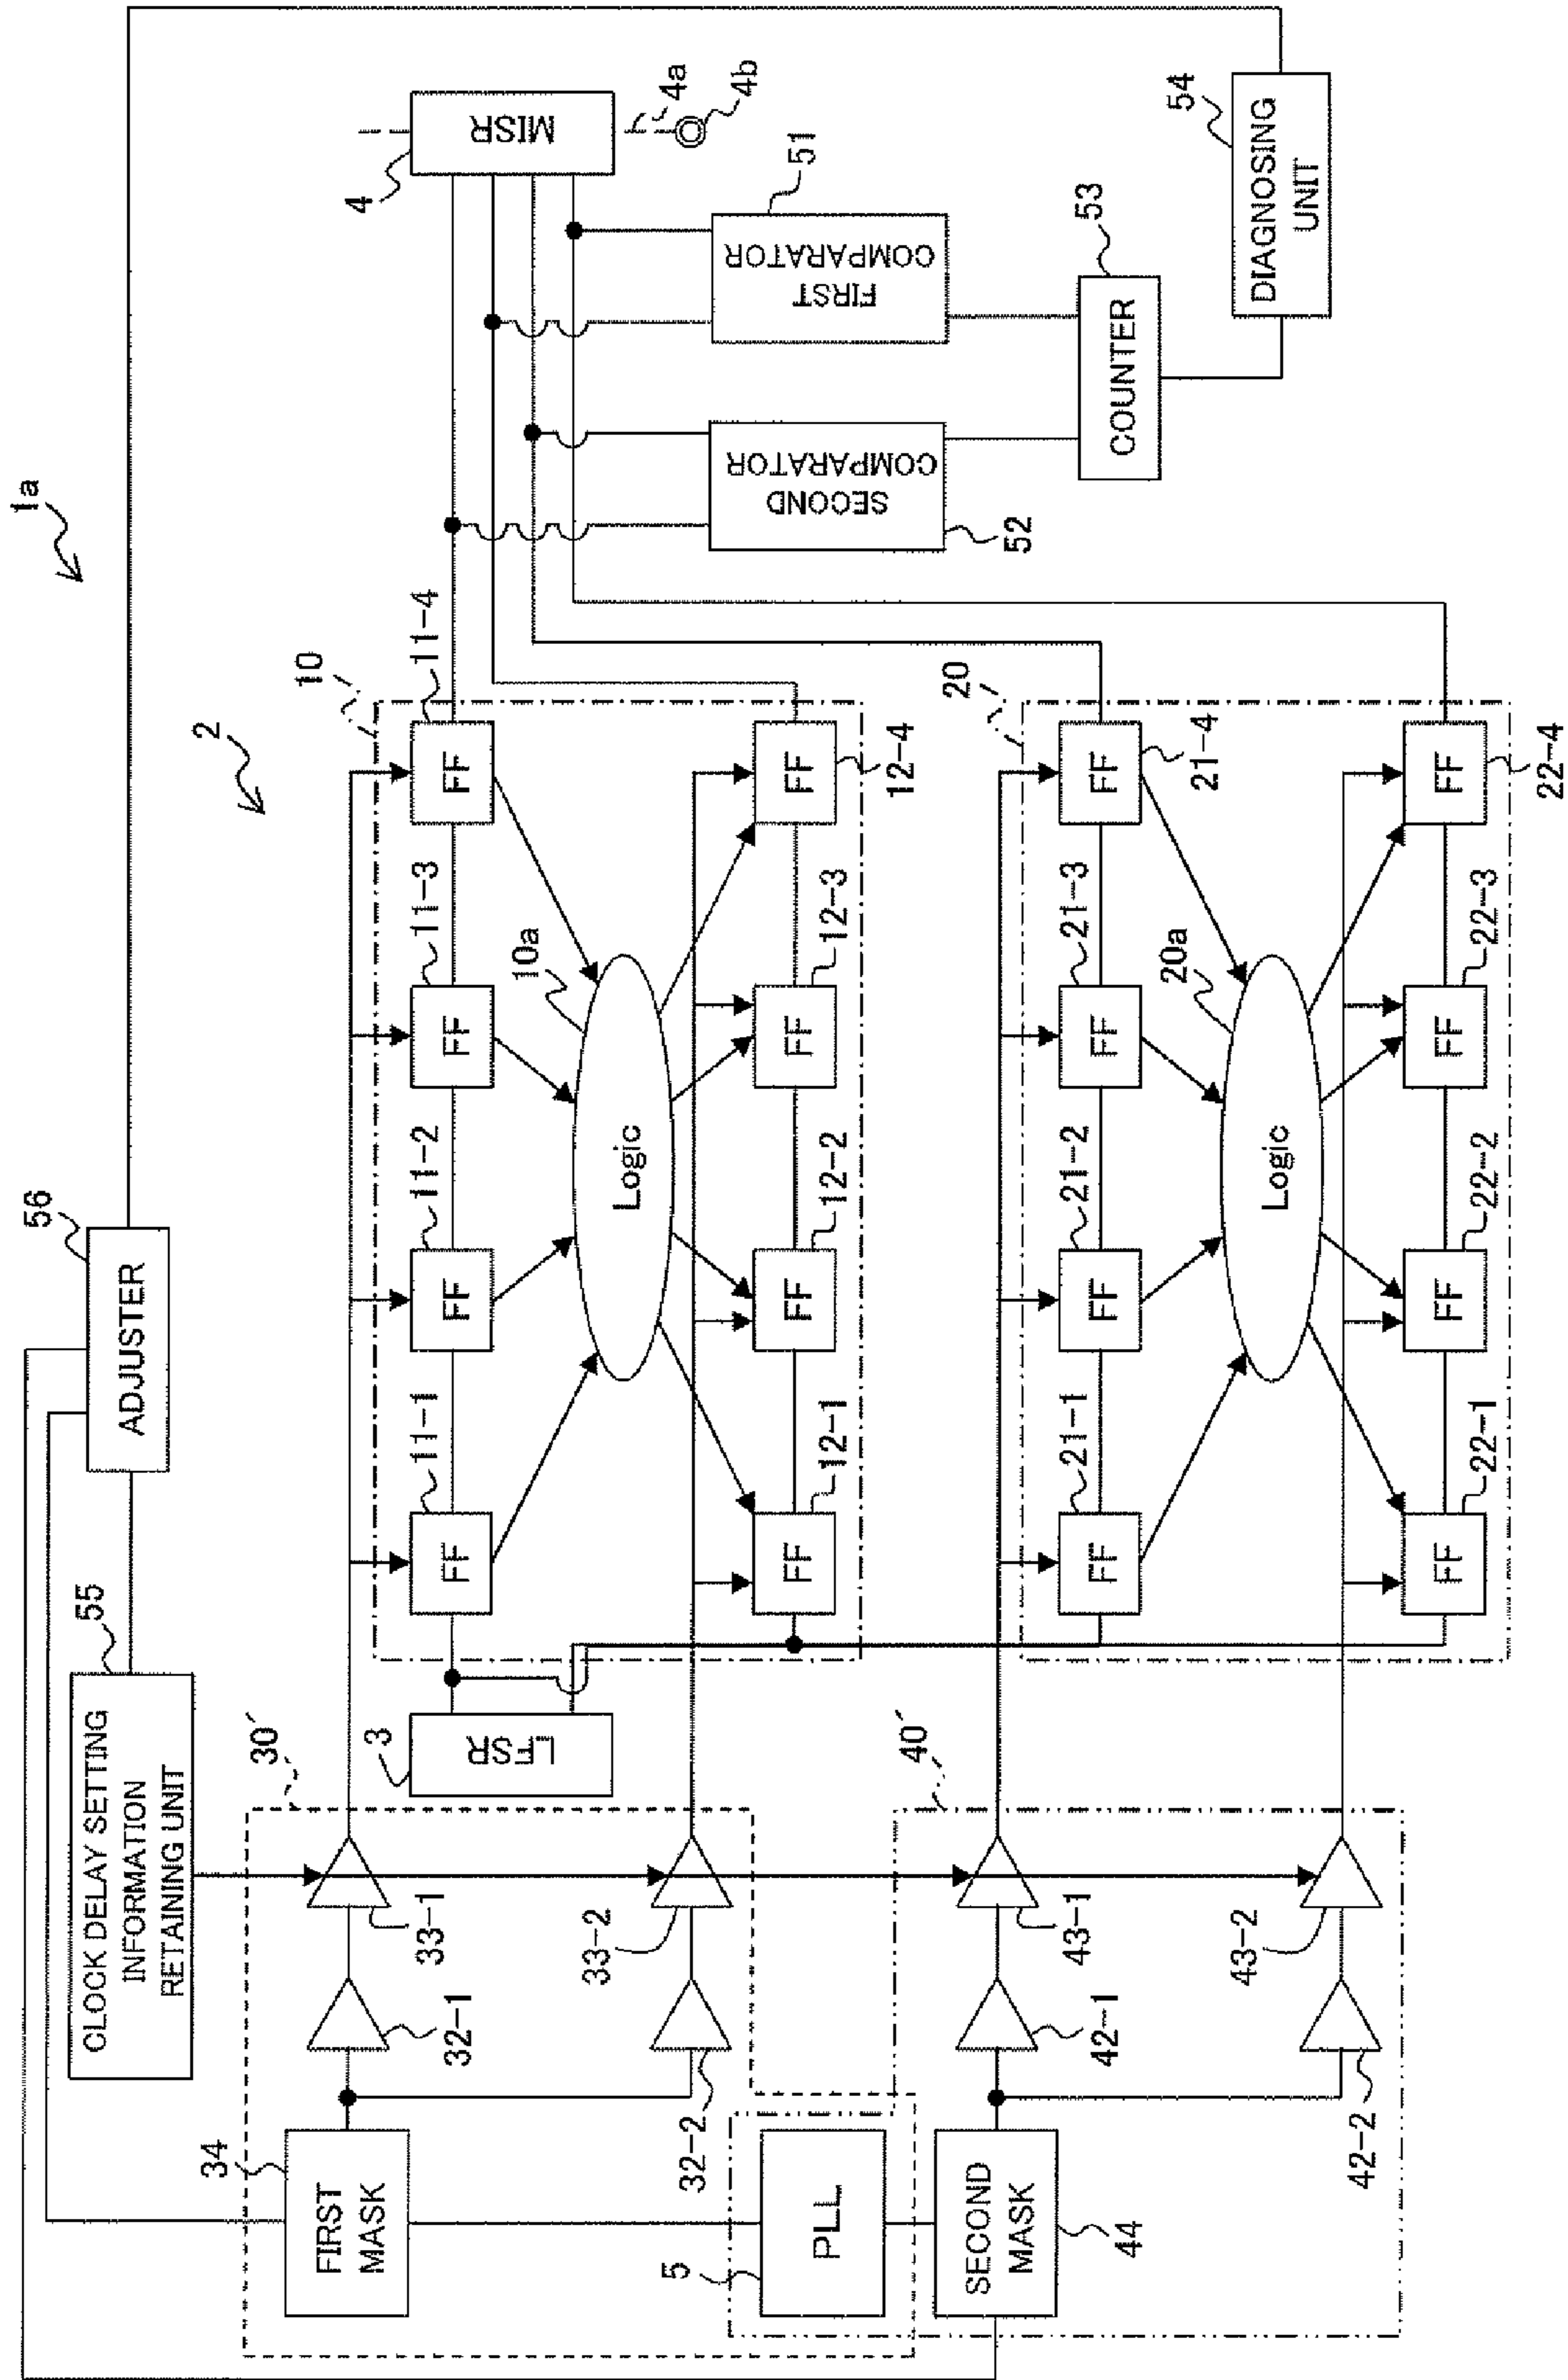 1a
2
56
ADJUSTER
55
CLOCK DELAY SETTING
INFORMATION
RETAINING UNIT
30´
34
FIRST
MASK
32-1
33-1
32-2
33-2
5
PLL
40´
SECOND
MASK
44
42-1
43-1
42-2
43-2
3
LFSR
10
11-1
11-2
11-3
11-4
FF
FF
FF
FF
10a
Logic
FF
FF
FF
FF
12-1
12-2
12-3
12-4
20
21-1
21-2
21-3
21-4
FF
FF
FF
FF
20a
Logic
FF
FF
FF
FF
22-1
22-2
22-3
22-4
4
MISR
4a
4b
51
FIRST
COMPARATOR
SECOND
COMPARATOR
52
53
COUNTER
54
DIAGNOSING
UNIT